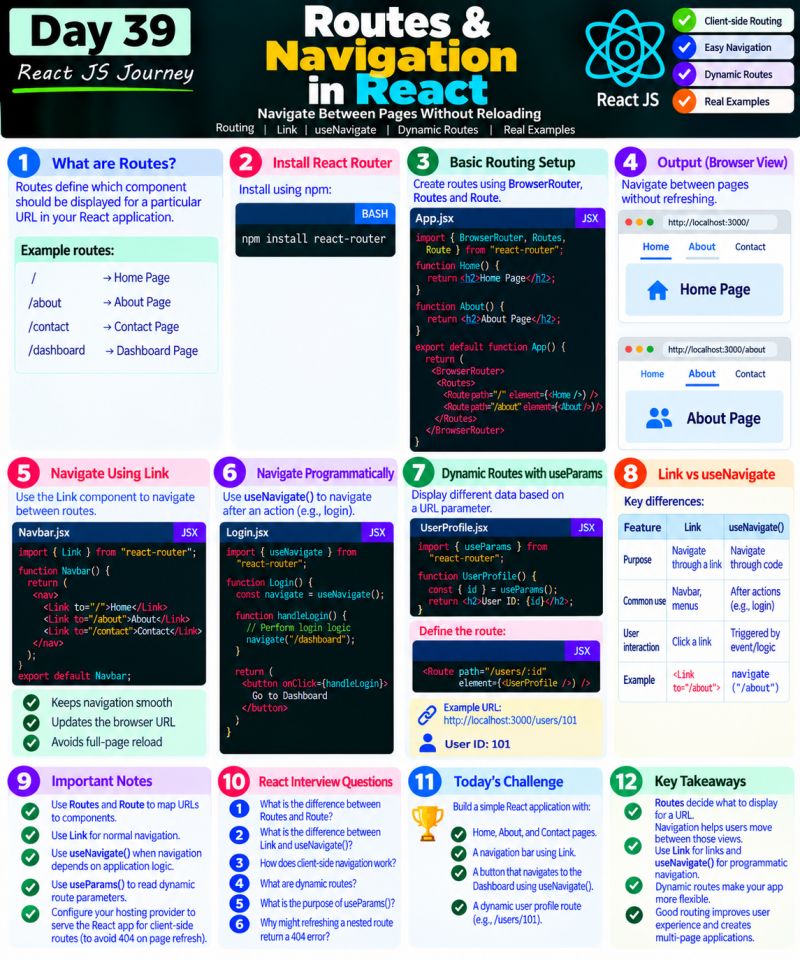 Day 39
React JS Journey
Routes &
Navigation
in React
Navigate Between Pages Without Reloading
Routing | Link | useNavigate | Dynamic Routes | Real Examples
React JS
Client-side Routing
Easy Navigation
Dynamic Routes
Real Examples
1 What are Routes?
Routes define which component
should be displayed for a particular
URL in your React application.
Example routes:
/ → Home Page
/about → About Page
/contact → Contact Page
/dashboard → Dashboard Page
2 Install React Router
Install using npm:
BASH
npm install react-router
3 Basic Routing Setup
Create routes using BrowserRouter,
Routes and Route.
App.jsx JSX
import { BrowserRouter, Routes,
Route } from "react-router";
function Home() {
return <h2>Home Page</h2>;
}
function About() {
return <h2>About Page</h2>;
}
export default function App() {
return (
<BrowserRouter>
<Routes>
<Route path="/" element={<Home />) />
<Route path="/about" element={<About />)/>
</Routes>
</BrowserRouter>
}
4 Output (Browser View)
Navigate between pages
without refreshing.
http://localhost:3000/
Home About Contact
Home Page
http://localhost:3000/about
Home About Contact
About Page
5 Navigate Using Link
Use the Link component to navigate
between routes.
Navbar.jsx JSX
import { Link } from "react-router";
function Navbar() {
return (
<nav>
<Link to="/">Home</Link>
<Link to="/about">About</Link>
<Link to="/contact">Contact</Link>
</nav>
);
}
export default Navbar;
Keeps navigation smooth
Updates the browser URL
Avoids full-page reload
6 Navigate Programmatically
Use useNavigate() to navigate
after an action (e.g., login).
Login.jsx JSX
import { useNavigate } from
"react-router";
function Login() {
const navigate = useNavigate();
function handleLogin() {
// Perform login logic
navigate("/dashboard");
}
return (
<button onClick={handleLogin}>
Go to Dashboard
</button>
}
}
7 Dynamic Routes with useParams
Display different data based on
a URL parameter.
UserProfile.jsx JSX
import { useParams } from
"react-router";
function UserProfile() {
const { id } = useParams();
return <h2>User ID: {id}</h2>;
}
Define the route:
JSX
<Route path="/users/:id"
element={<UserProfile />) />
Example URL:
http://localhost:3000/users/101
User ID: 101
8 Link vs useNavigate
Key differences:
Feature Link useNavigate()
Purpose Navigate through a link Navigate through code
Common use Navbar, menus After actions (e.g., login)
User interaction Click a link Triggered by event/logic
Example <Link to="/about"> navigate ("/about")
9 Important Notes
Use Routes and Route to map URLs
to components.
Use Link for normal navigation.
Use useNavigate() when navigation
depends on application logic.
Use useParams() to read dynamic
route parameters.
Configure your hosting provider to
serve the React app for client-side
routes (to avoid 404 on page refresh).
10 React Interview Questions
1 What is the difference between
Routes and Route?
2 What is the difference between
Link and useNavigate()?
3 How does client-side navigation work?
4 What are dynamic routes?
5 What is the purpose of useParams()?
6 Why might refreshing a nested route
return a 404 error?
11 Today's Challenge
Build a simple React application with:
Home, About, and Contact pages.
A navigation bar using Link.
A button that navigates to the
Dashboard using useNavigate().
A dynamic user profile route
(e.g., /users/101).
12 Key Takeaways
Routes decide what to display
for a URL.
Navigation helps users move
between those views.
Use Link for links and
useNavigate() for programmatic
navigation.
Dynamic routes make your app
more flexible.
Good routing improves user
experience and creates
multi-page applications.